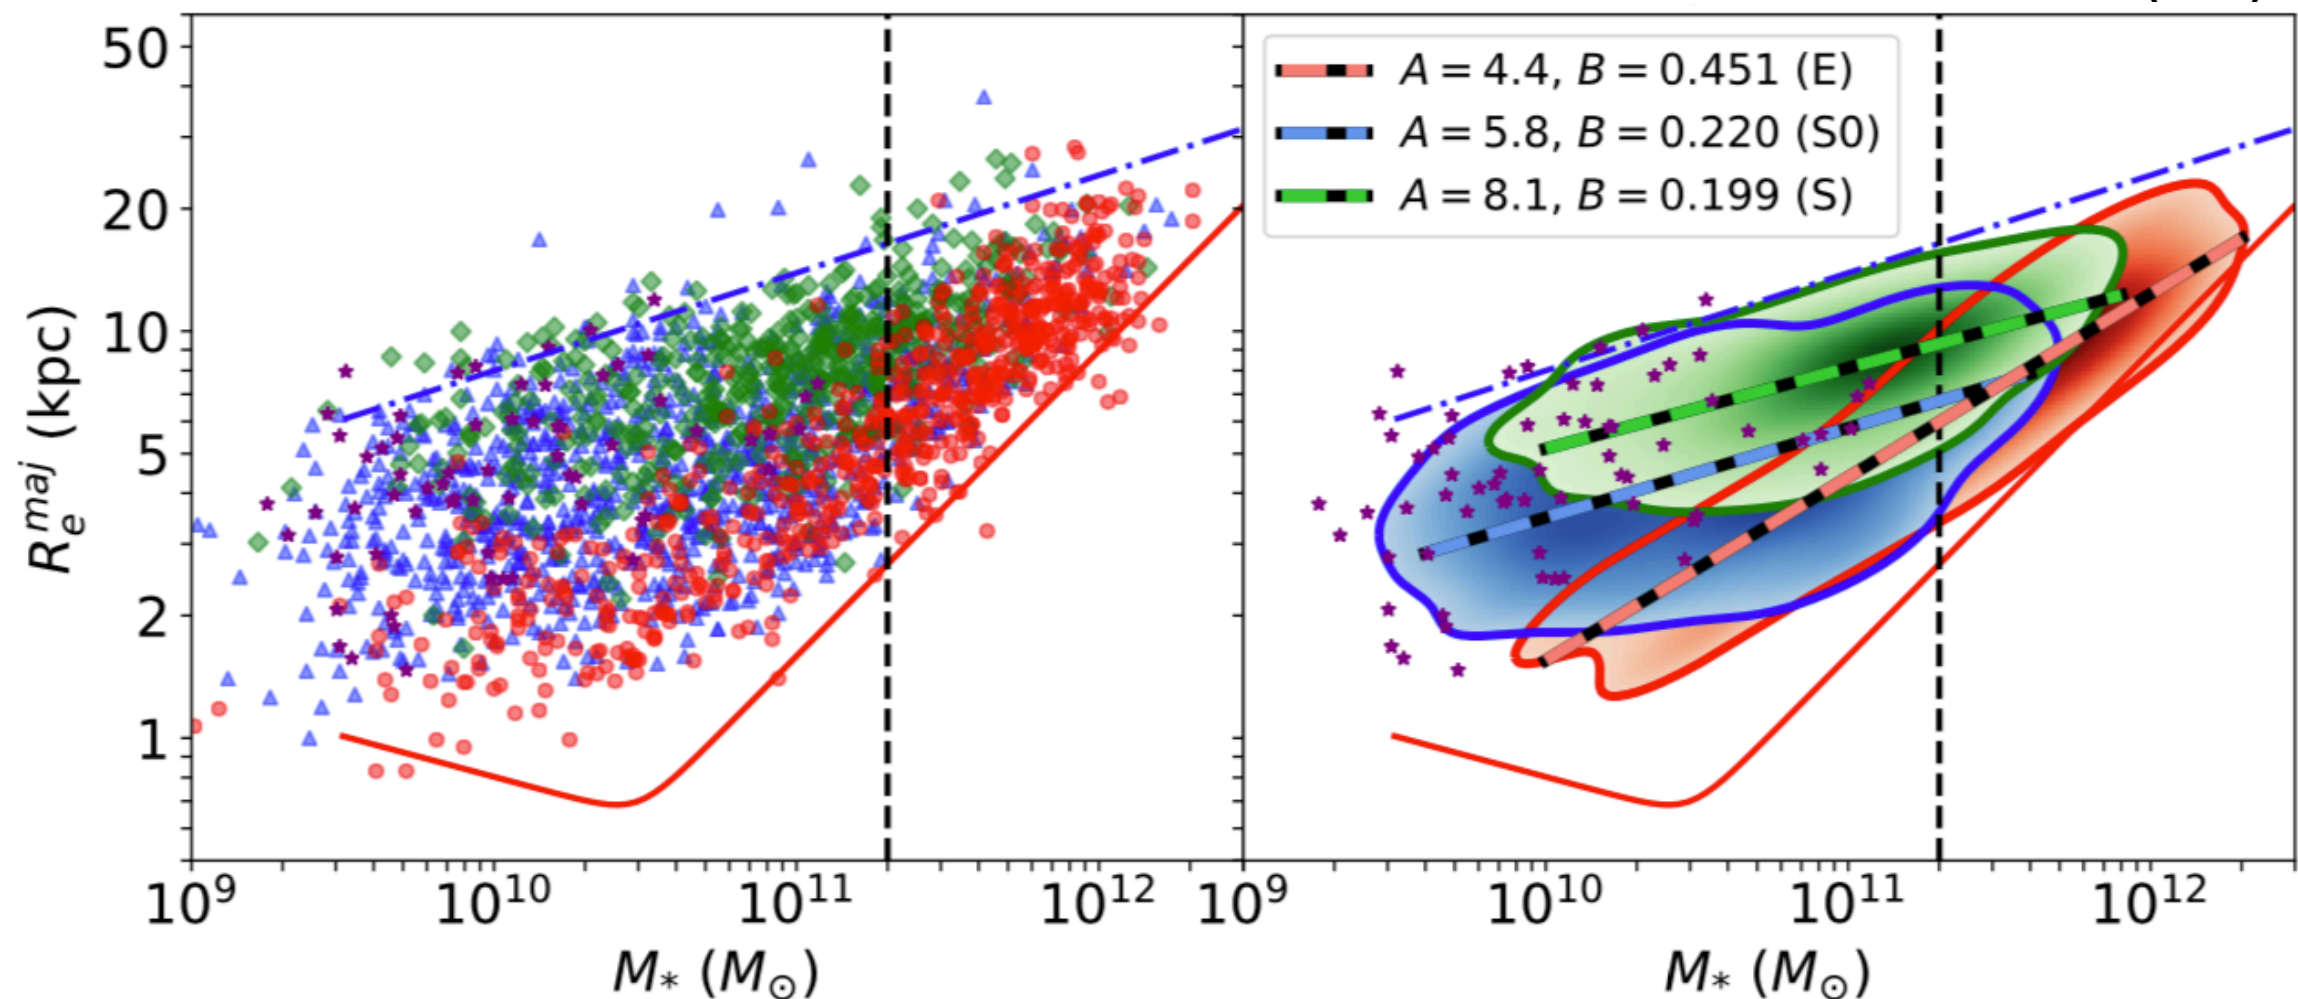 50
20
10
5
2
1
R_e^{maj} (kpc)
10^9 10^10 10^11 10^12
M_* (M_⊙)
A = 4.4, B = 0.451 (E)
A = 5.8, B = 0.220 (S0)
A = 8.1, B = 0.199 (S)
10^9 10^10 10^11 10^12
M_* (M_⊙)